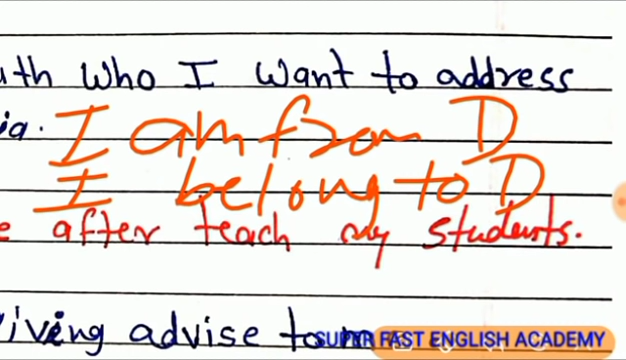 uth who I want to address
ia. I am from D
I belong to D
e after teach my students.
iving advise to m
SUPER FAST ENGLISH ACADEMY